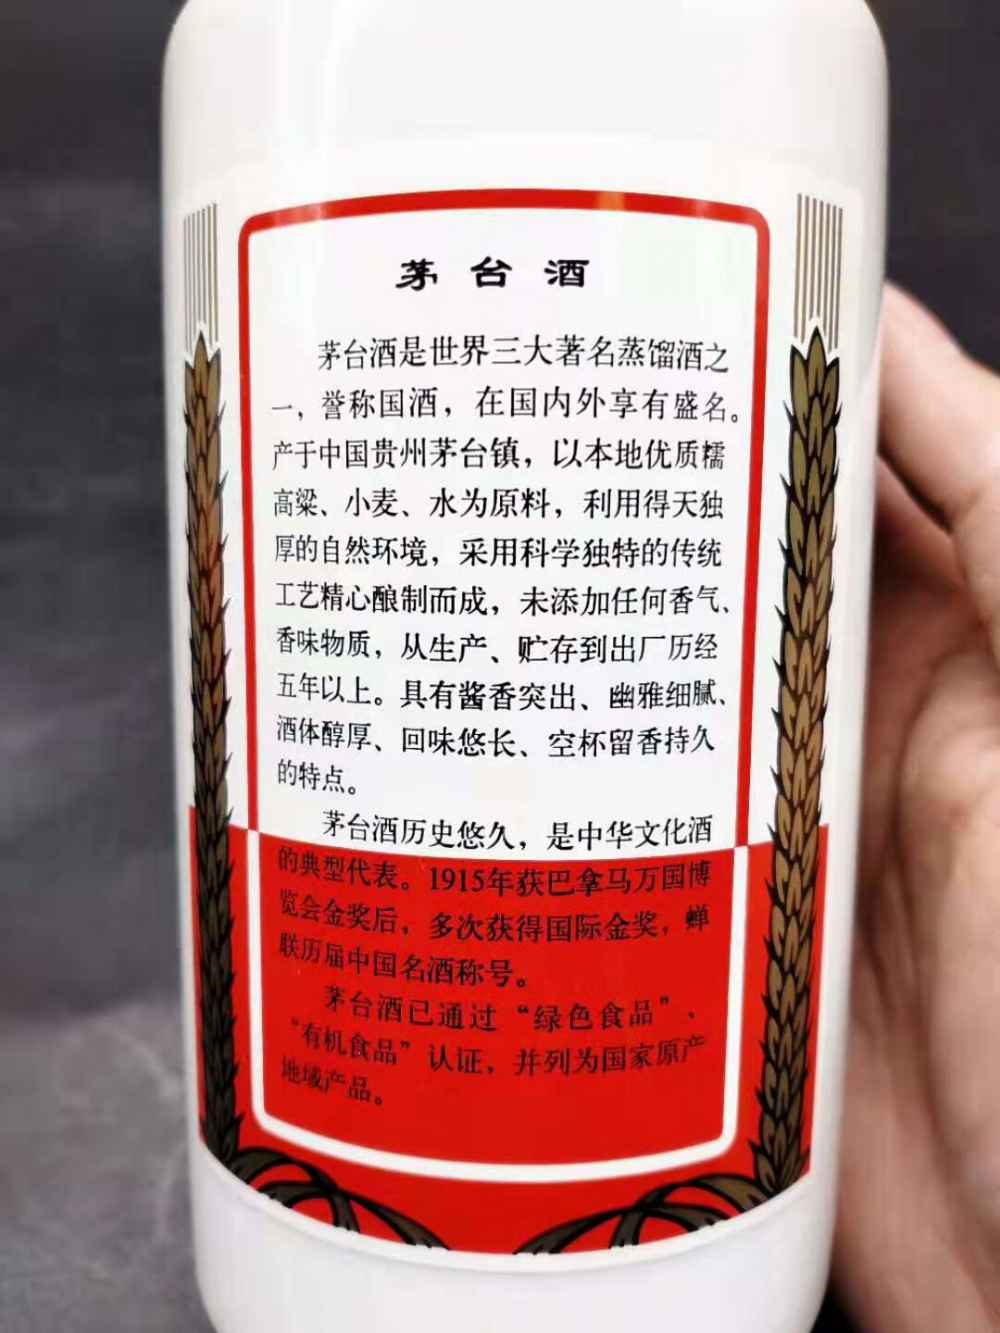 茅台酒
茅台酒是世界三大著名蒸馏酒之
一，誉称国酒，在国内外享有盛名。
产于中国贵州茅台镇，以本地优质糯
高粱、小麦、水为原料，利用得天独
厚的自然环境，采用科学独特的传统
工艺精心酿制而成，未添加任何香气、
香味物质，从生产、贮存到出厂历经
五年以上。具有酱香突出、幽雅细腻、
酒体醇厚、回味悠长、空杯留香持久
的特点。
茅台酒历史悠久，是中华文化酒
的典型代表。1915年获巴拿马万国博
览会金奖后，多次获得国际金奖，蝉
联历届中国名酒称号。
茅台酒已通过“绿色食品”、
“有机食品”认证，并列为国家原产
地域产品。